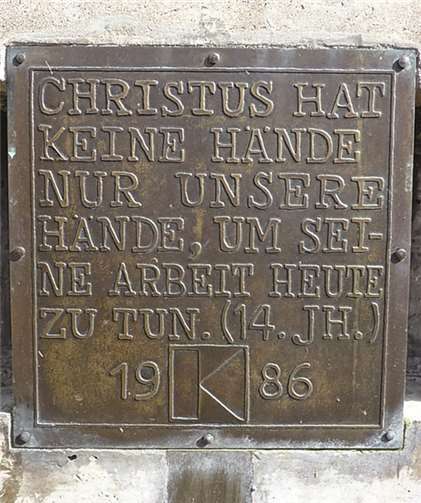 CHRISTUS HAT
KEINE HÄNDE
NUR UNSERE
HÄNDE, UM SEI-
NE ARBEIT HEUTE
ZU TUN. (14. JH.)
19 K 86